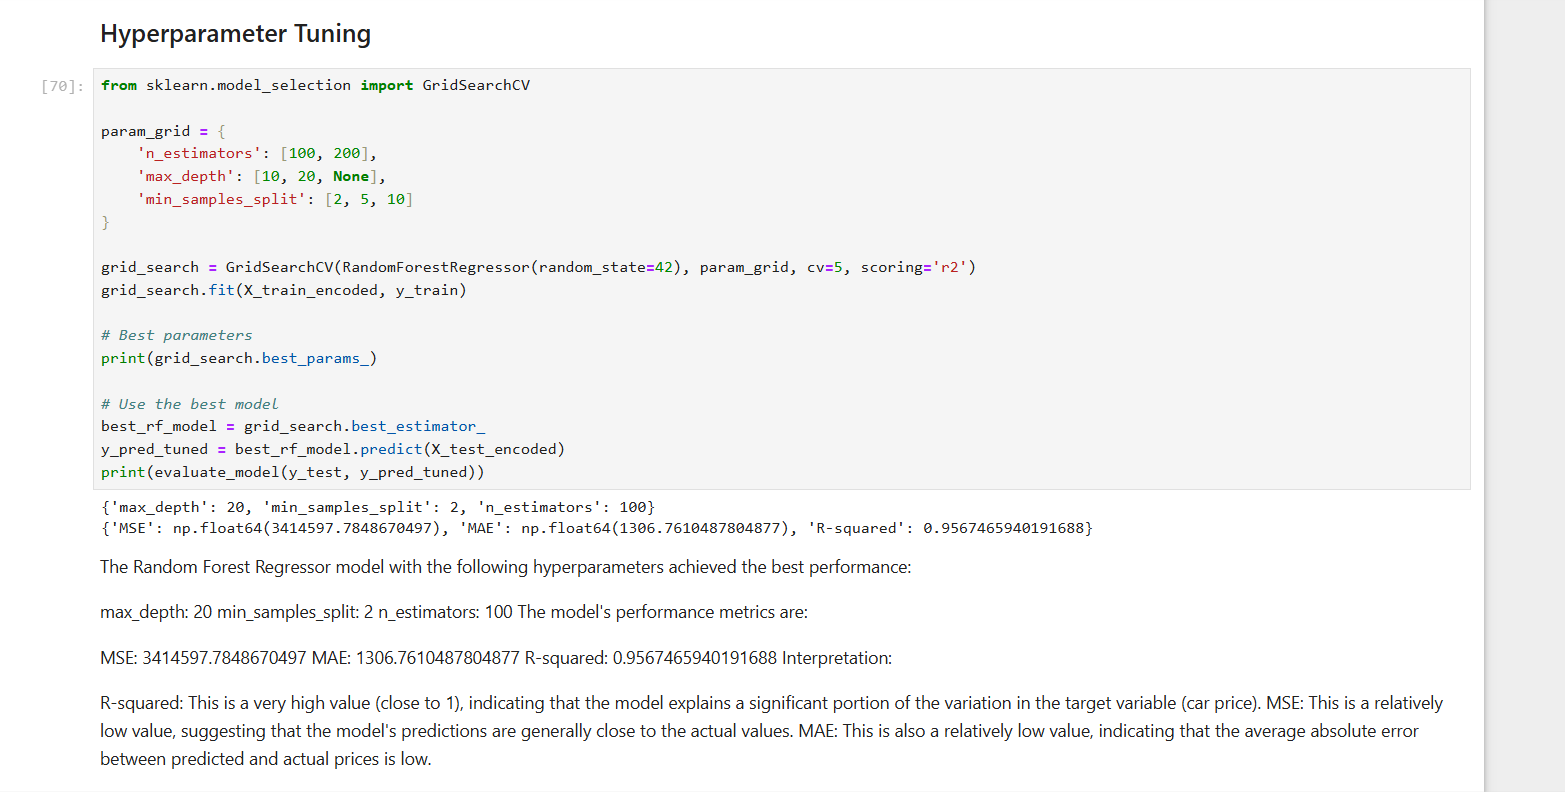 Hyperparameter Tuning
[70]:
from sklearn.model_selection import GridSearchCV
param_grid = {
    'n_estimators': [100, 200],
    'max_depth': [10, 20, None],
    'min_samples_split': [2, 5, 10]
}
grid_search = GridSearchCV(RandomForestRegressor(random_state=42), param_grid, cv=5, scoring='r2')
grid_search.fit(X_train_encoded, y_train)
# Best parameters
print(grid_search.best_params_)
# Use the best model
best_rf_model = grid_search.best_estimator_
y_pred_tuned = best_rf_model.predict(X_test_encoded)
print(evaluate_model(y_test, y_pred_tuned))
{'max_depth': 20, 'min_samples_split': 2, 'n_estimators': 100}
{'MSE': np.float64(3414597.7848670497), 'MAE': np.float64(1306.7610487804877), 'R-squared': 0.9567465940191688}
The Random Forest Regressor model with the following hyperparameters achieved the best performance:
max_depth: 20 min_samples_split: 2 n_estimators: 100 The model's performance metrics are:
MSE: 3414597.7848670497 MAE: 1306.7610487804877 R-squared: 0.9567465940191688 Interpretation:
R-squared: This is a very high value (close to 1), indicating that the model explains a significant portion of the variation in the target variable (car price). MSE: This is a relatively
low value, suggesting that the model's predictions are generally close to the actual values. MAE: This is also a relatively low value, indicating that the average absolute error
between predicted and actual prices is low.